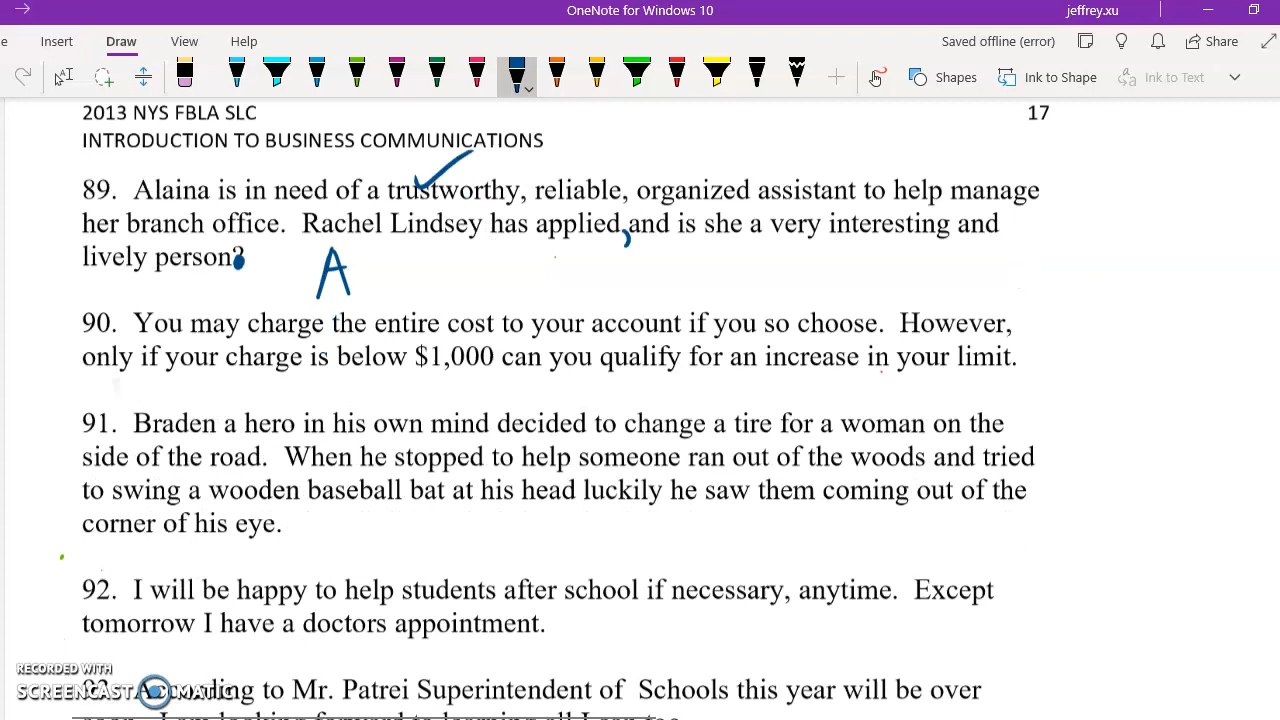 OneNote for Windows 10
jeffrey.xu
Insert Draw View Help
Saved offline (error)
Share
Shapes
Ink to Shape
Ink to Text
2013 NYS FBLA SLC 17
INTRODUCTION TO BUSINESS COMMUNICATIONS
89. Alaina is in need of a trustworthy, reliable, organized assistant to help manage
her branch office. Rachel Lindsey has applied, and is she a very interesting and
lively person?
A
90. You may charge the entire cost to your account if you so choose. However,
only if your charge is below $1,000 can you qualify for an increase in your limit.
91. Braden a hero in his own mind decided to change a tire for a woman on the
side of the road. When he stopped to help someone ran out of the woods and tried
to swing a wooden baseball bat at his head luckily he saw them coming out of the
corner of his eye.
92. I will be happy to help students after school if necessary, anytime. Except
tomorrow I have a doctors appointment.
RECORDED WITH
SCREENCAST MATIC
93. According to Mr. Patrei Superintendent of Schools this year will be over